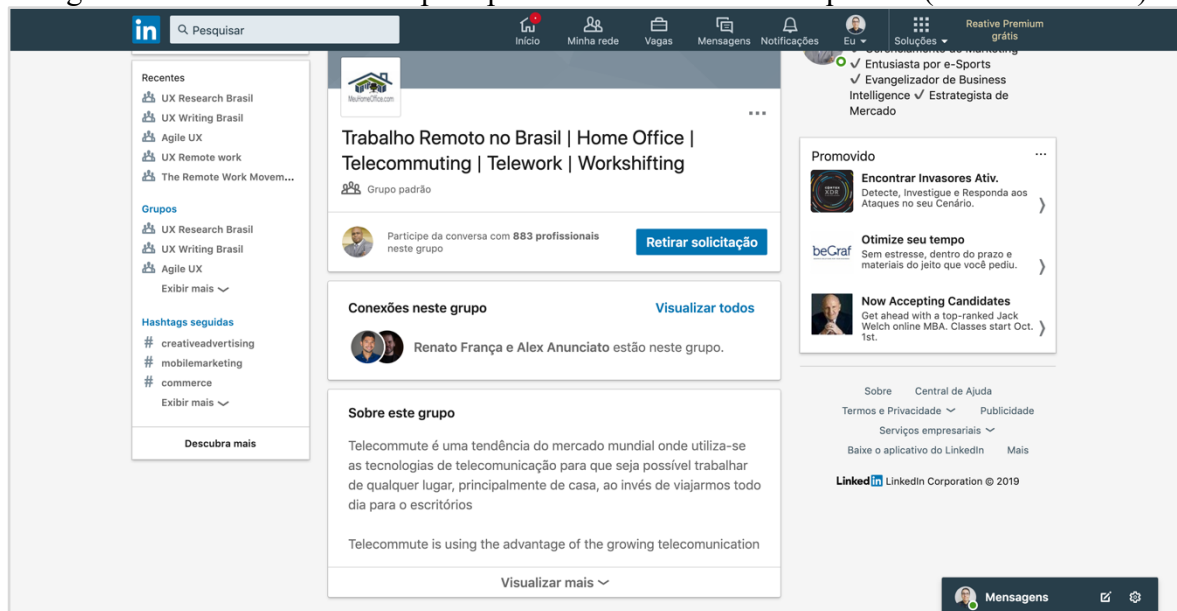 in
Pesquisar
Início
Minha rede
Vagas
Mensagens
Notificações
Eu
Soluções
Reative Premium
grátis
Recentes
UX Research Brasil
UX Writing Brasil
Agile UX
UX Remote work
The Remote Work Movem...
Grupos
UX Research Brasil
UX Writing Brasil
Agile UX
Exibir mais
Hashtags seguidas
# creativeadvertising
# mobilemarketing
# commerce
Exibir mais
Descubra mais
MeuHomeOffice.com
Trabalho Remoto no Brasil | Home Office |
Telecommuting | Telework | Workshifting
Grupo padrão
Participe da conversa com 883 profissionais
neste grupo
Retirar solicitação
Conexões neste grupo
Visualizar todos
Renato França e Alex Anunciato estão neste grupo.
Sobre este grupo
Telecommute é uma tendência do mercado mundial onde utiliza-se
as tecnologias de telecomunicação para que seja possível trabalhar
de qualquer lugar, principalmente de casa, ao invés de viajarmos todo
dia para o escritórios
Telecommute is using the advantage of the growing telecommunication
Visualizar mais
✓ Entusiasta por e-Sports
✓ Evangelizador de Business
Intelligence ✓ Estrategista de
Mercado
Promovido
Encontrar Invasores Ativ.
Detecte, Investigue e Responda aos
Ataques no seu Cenário.
beGraf
Otimize seu tempo
Sem estresse, dentro do prazo e
materiais do jeito que você pediu.
Now Accepting Candidates
Get ahead with a top-ranked Jack
Welch online MBA. Classes start Oct.
1st.
Sobre
Central de Ajuda
Termos e Privacidade
Publicidade
Serviços empresariais
Baixe o aplicativo do LinkedIn
Mais
LinkedIn LinkedIn Corporation © 2019
Mensagens